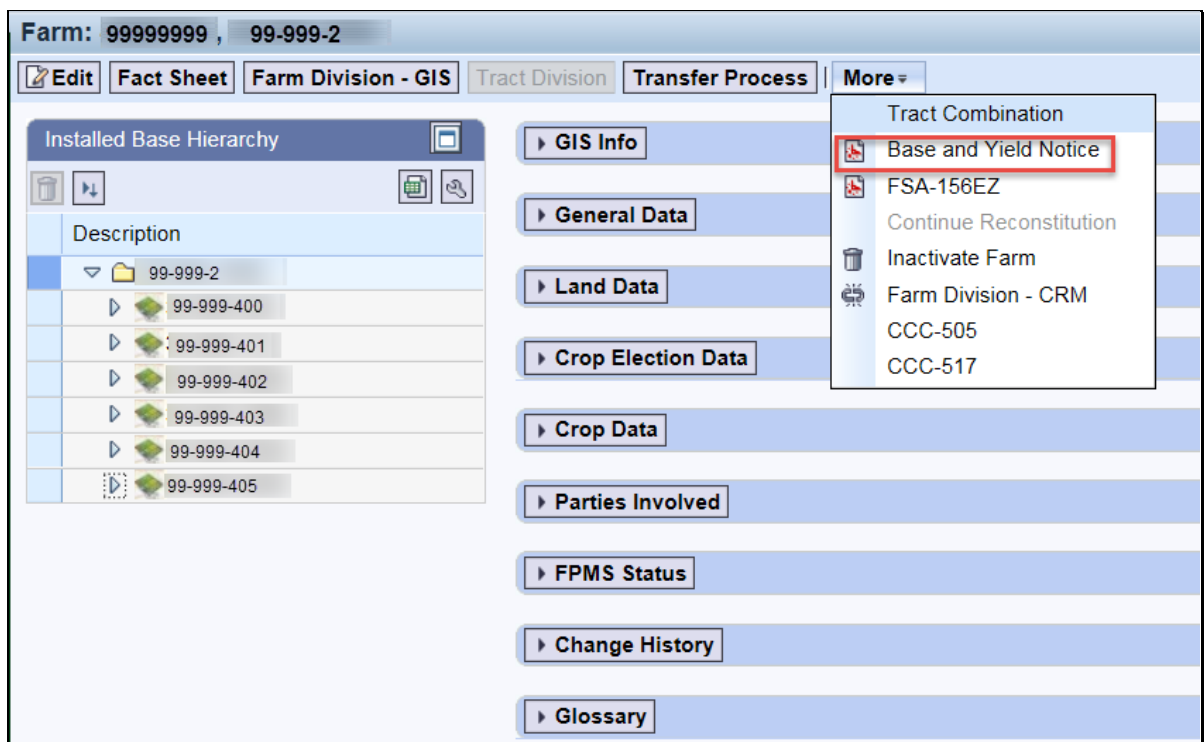 Farm: 99999999 , 99-999-2
Edit Fact Sheet Farm Division - GIS Tract Division Transfer Process | More
Tract Combination
Base and Yield Notice
FSA-156EZ
Continue Reconstitution
Inactivate Farm
Farm Division - CRM
CCC-505
CCC-517
Installed Base Hierarchy
Description
99-999-2
99-999-400
99-999-401
99-999-402
99-999-403
99-999-404
99-999-405
GIS Info
General Data
Land Data
Crop Election Data
Crop Data
Parties Involved
FPMS Status
Change History
Glossary